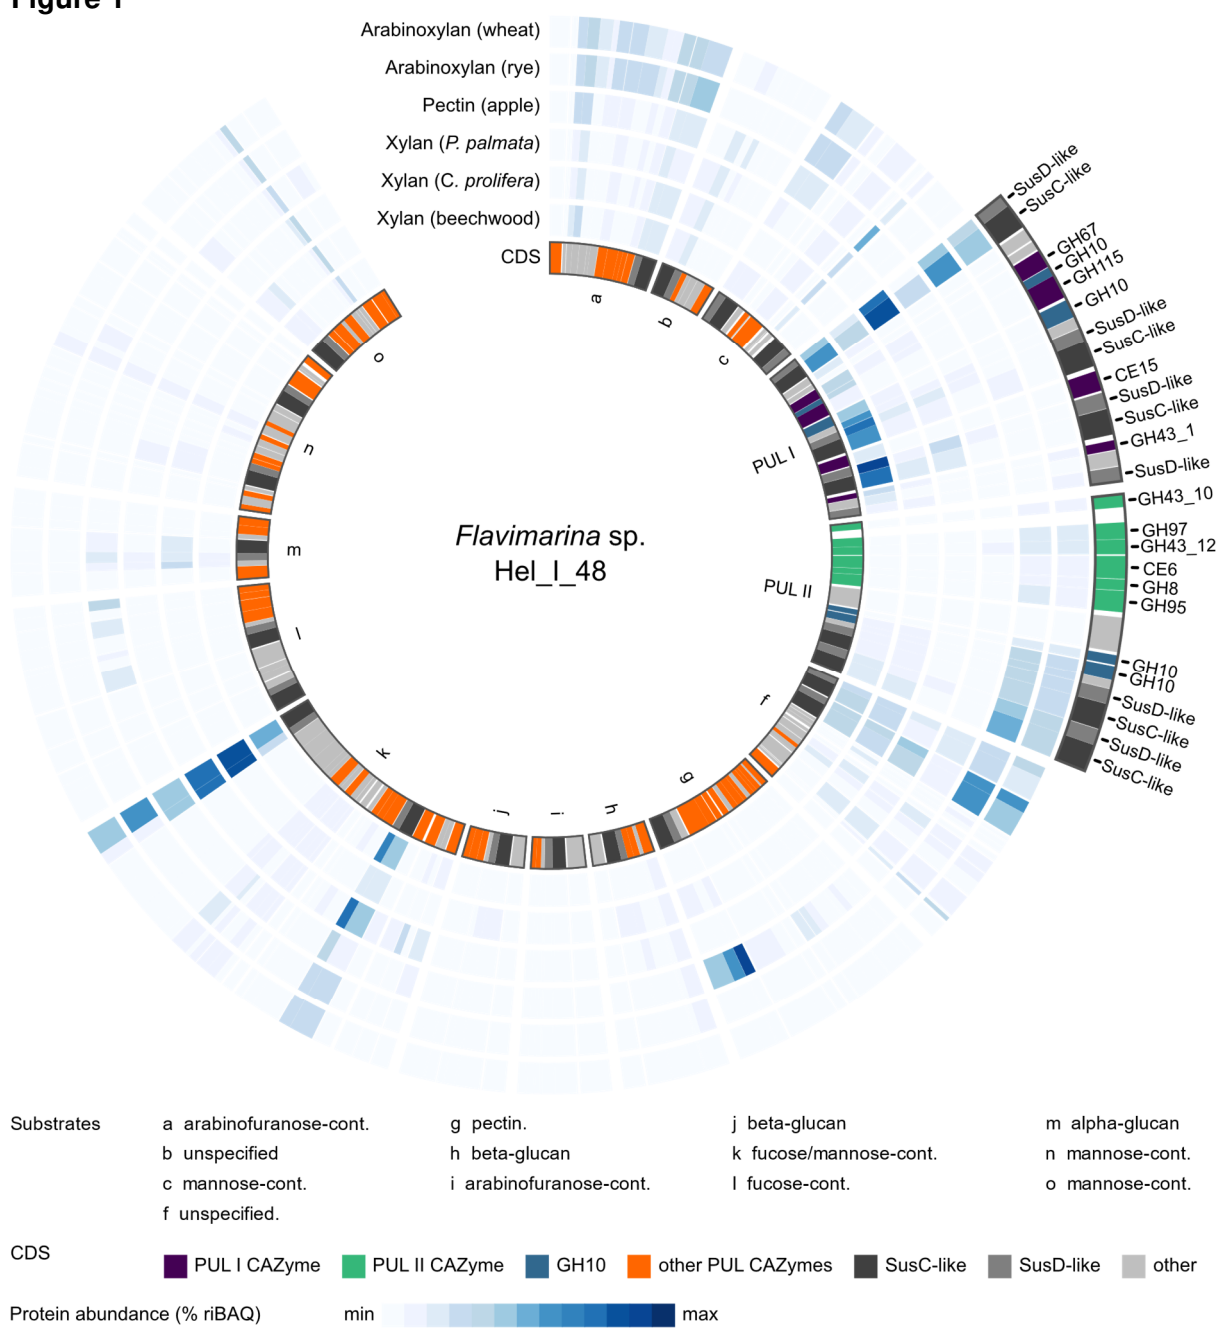 Figure 1
Arabinoxylan (wheat)
Arabinoxylan (rye)
Pectin (apple)
Xylan (P. palmata)
Xylan (C. prolifera)
Xylan (beechwood)
CDS
SusD-like
SusC-like
GH67
GH10
GH115
GH10
SusD-like
SusC-like
CE15
SusD-like
SusC-like
GH43_1
SusD-like
GH43_10
GH97
GH43_12
CE6
GH8
GH95
GH10
GH10
SusD-like
SusC-like
SusD-like
SusC-like
a
b
c
PUL I
PUL II
f
g
h
i
j
k
l
m
n
o
Flavimarina sp.
Hel_I_48
Substrates
a arabinofuranose-cont.
b unspecified
c mannose-cont.
f unspecified.
g pectin.
h beta-glucan
i arabinofuranose-cont.
j beta-glucan
k fucose/mannose-cont.
l fucose-cont.
m alpha-glucan
n mannose-cont.
o mannose-cont.
CDS
PUL I CAZyme
PUL II CAZyme
GH10
other PUL CAZymes
SusC-like
SusD-like
other
Protein abundance (% riBAQ)
min
max